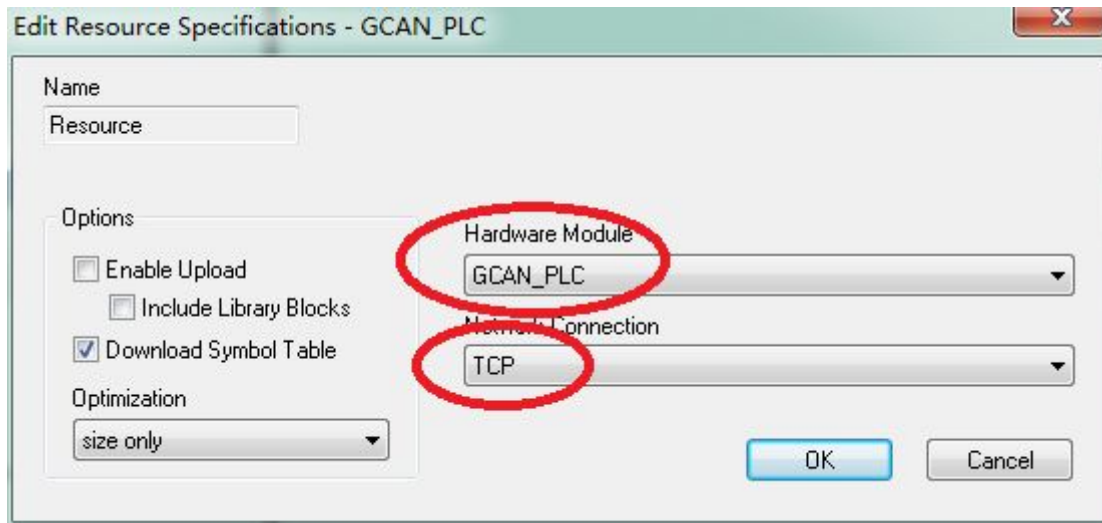 Edit Resource Specifications - GCAN_PLC
Name
Resource
Options
Enable Upload
Include Library Blocks
Download Symbol Table
Optimization
size only
Hardware Module
GCAN_PLC
Network Connection
TCP
OK
Cancel